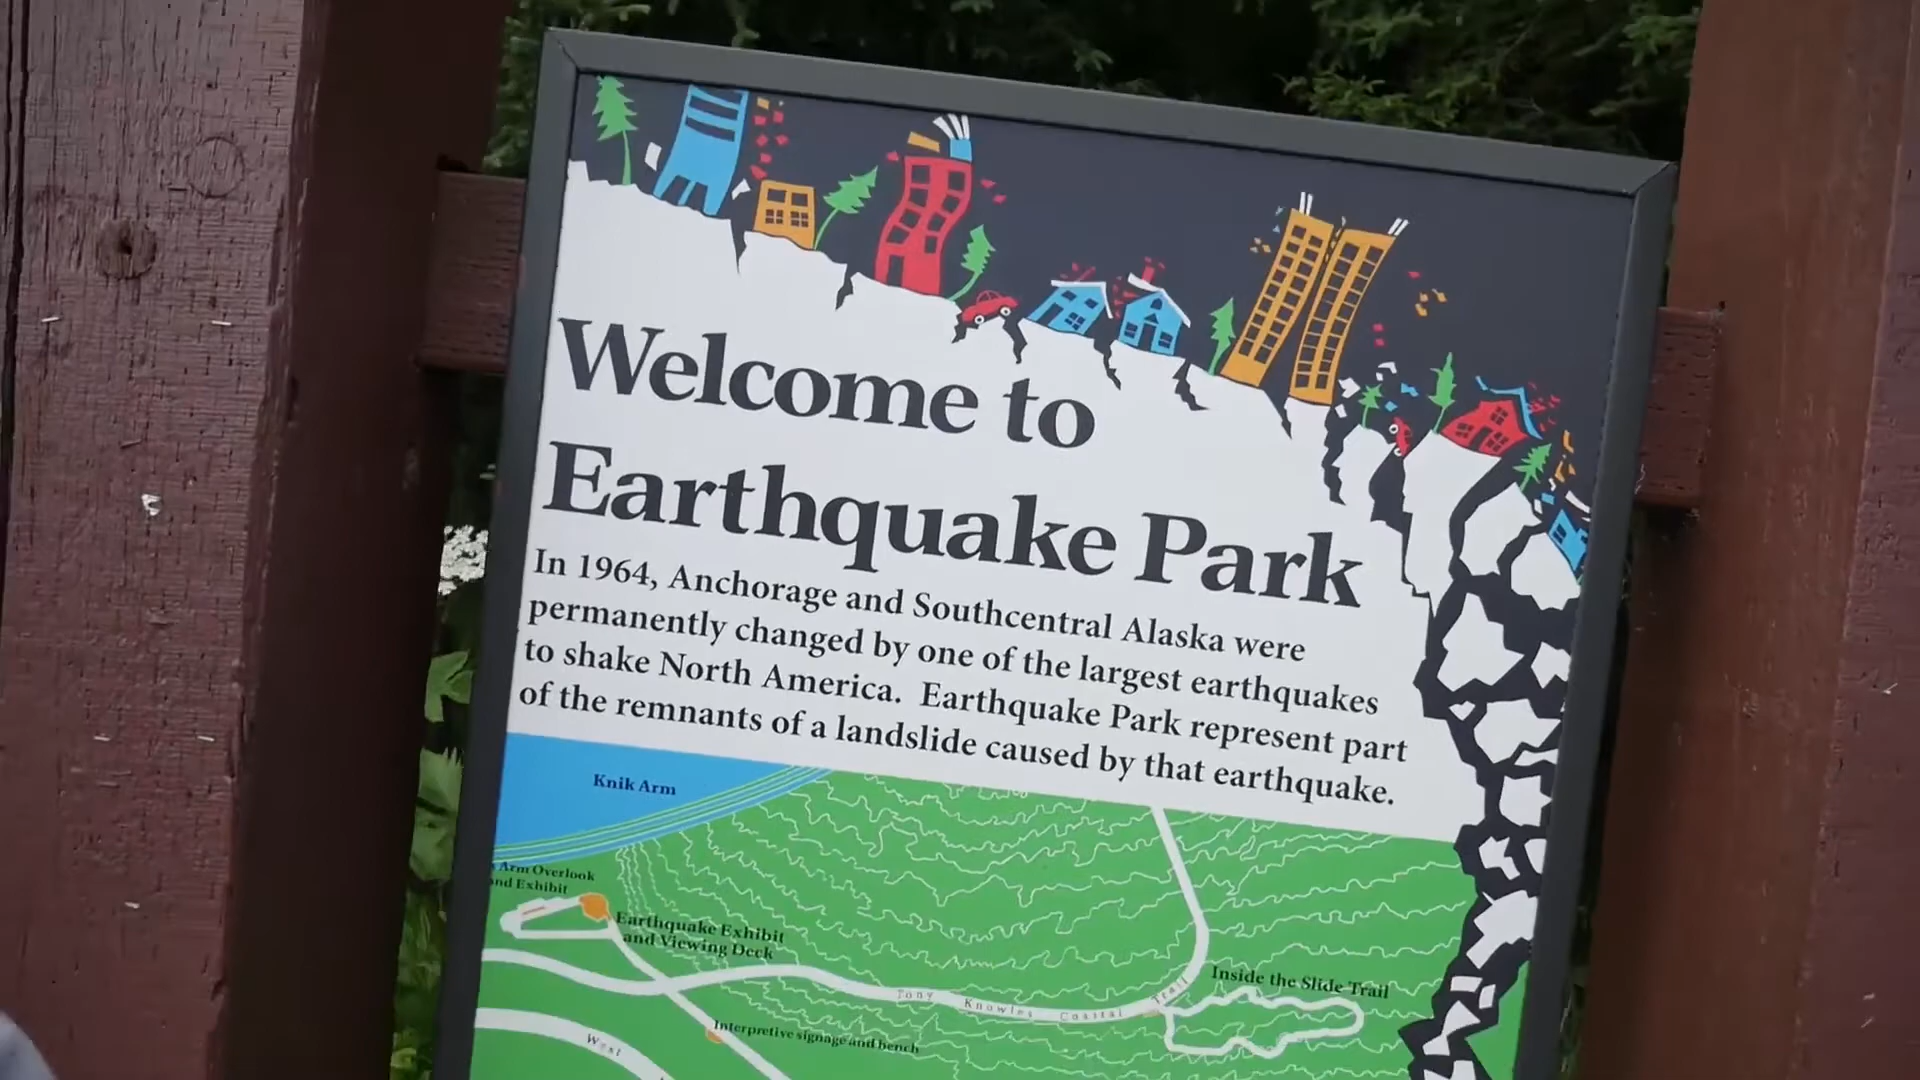 Welcome to
Earthquake Park
In 1964, Anchorage and Southcentral Alaska were
permanently changed by one of the largest earthquakes
to shake North America. Earthquake Park represent part
of the remnants of a landslide caused by that earthquake.
Knik Arm
Arm Overlook
and Exhibit
Earthquake Exhibit
and Viewing Deck
Inside the Slide Trail
Tony Knowles Coastal Trail
Interpretive signage and bench
West